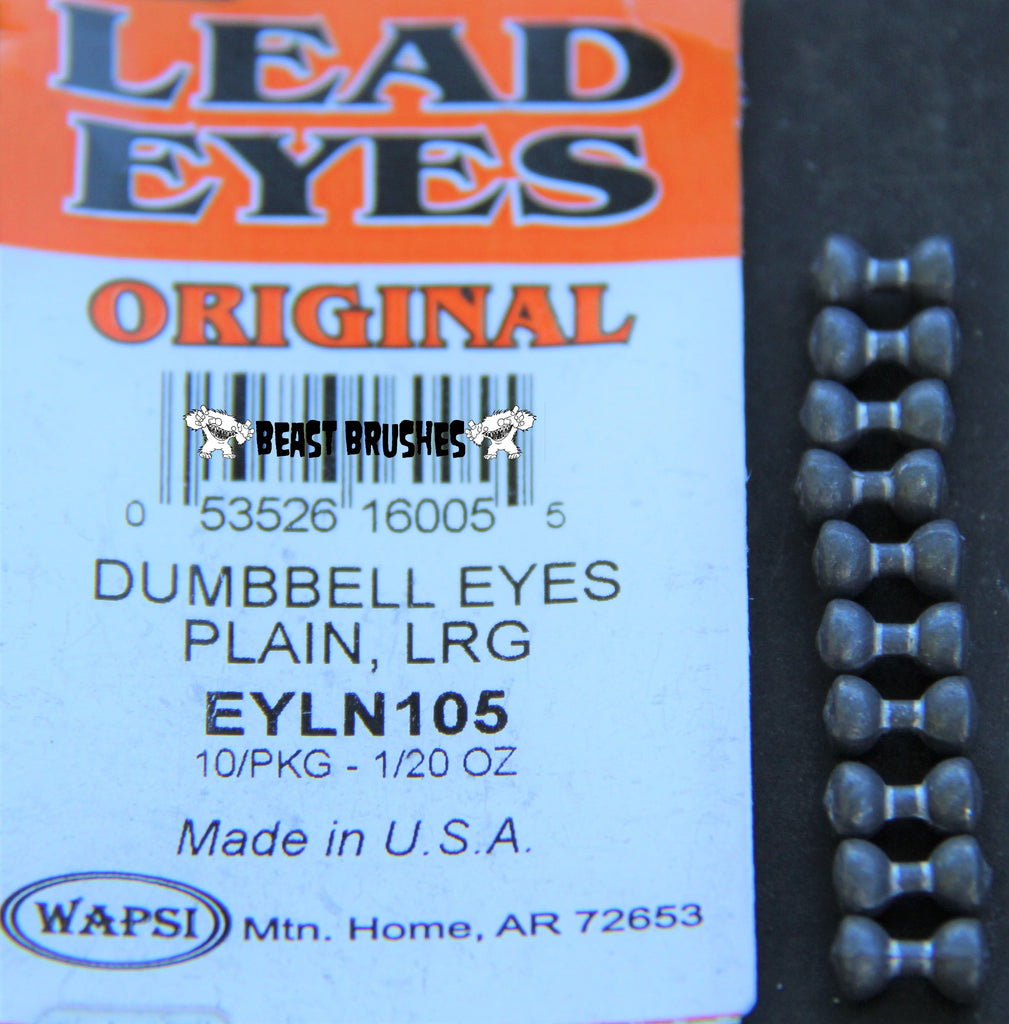 LEAD
EYES
ORIGINAL
BEAST BRUSHES
0 53526 16005 5
DUMBBELL EYES
PLAIN, LRG
EYLN105
10/PKG - 1/20 OZ
Made in U.S.A.
WAPSI Mtn. Home, AR 72653